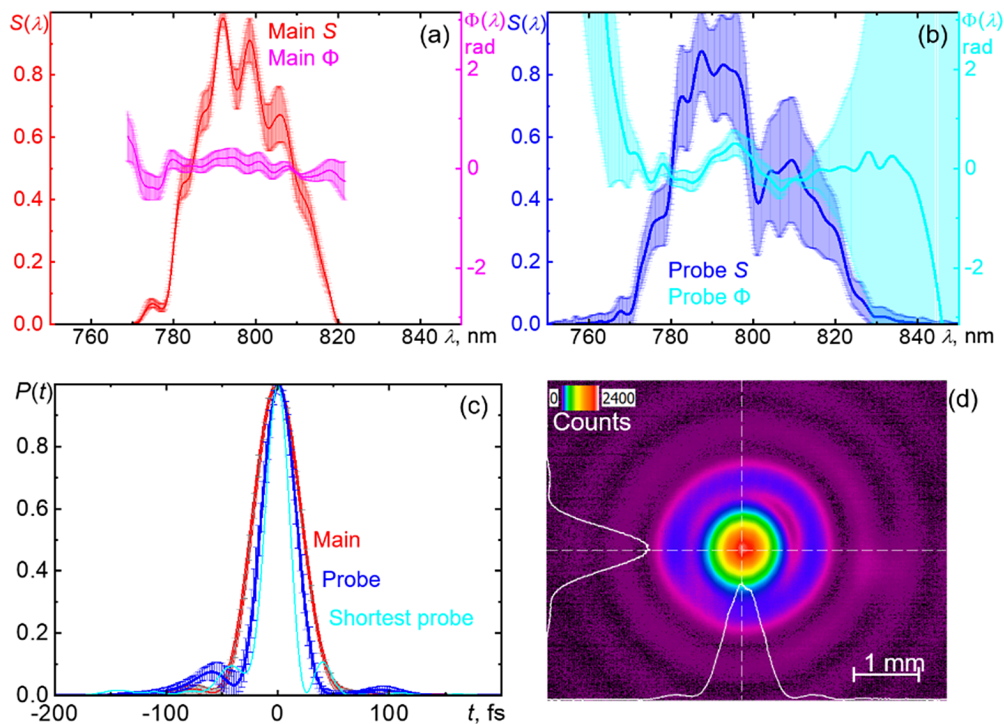 S(λ)
Main S
Main Φ
(a)
Φ(λ)
rad
0.8
0.6
0.4
0.2
0.0
2
0
-2
760
780
800
820
λ, nm
S(λ)
(b)
Φ(λ)
rad
0.8
0.6
0.4
0.2
0.0
2
0
-2
Probe S
Probe Φ
760
780
800
820
840
λ, nm
P(t)
(c)
0.8
0.6
0.4
0.2
0.0
Main
Probe
Shortest probe
-200
-100
0
100
t, fs
0
2400
Counts
(d)
1 mm